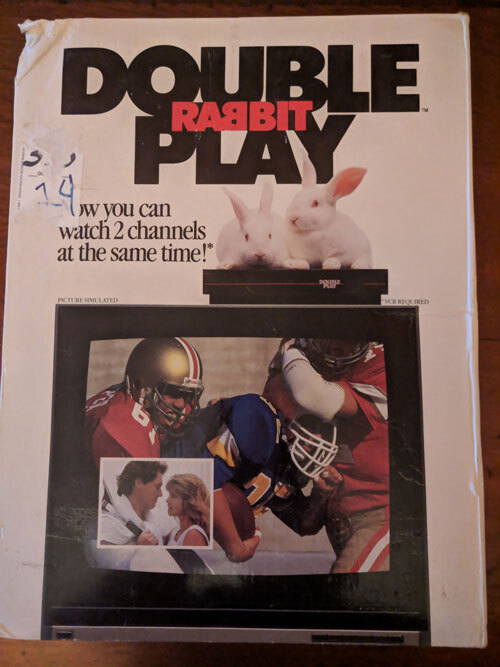 DOUBLE
RABBIT
PLAY
™
ow you can
watch 2 channels
at the same time!*
DOUBLE
PLAY
PICTURE SIMULATED
*VCR REQUIRED